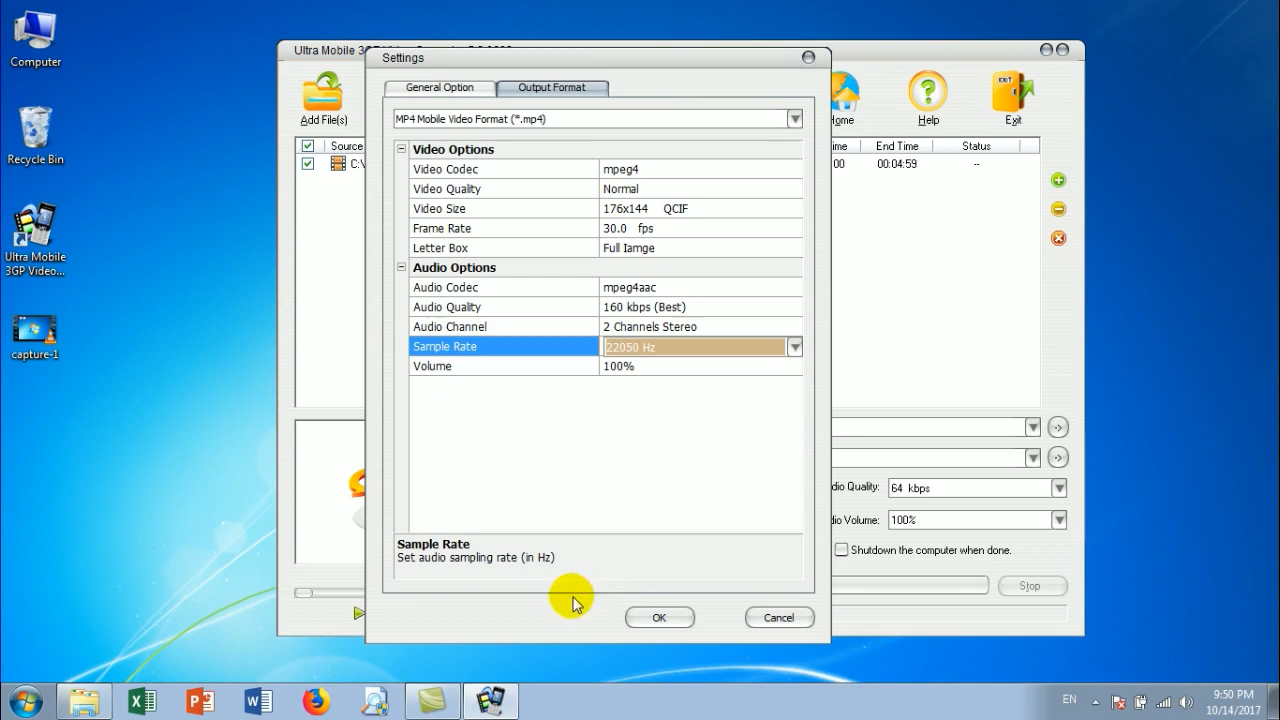 Computer
Recycle Bin
Ultra Mobile
3GP Video...
capture-1
Ultra Mobile 3
Settings
General Option
Output Format
Add File(s)
Home
Help
EXIT
Exit
MP4 Mobile Video Format (*.mp4)
Source
End Time
Status
C:\
00
00:04:59
--
Video Options
Video Codec mpeg4
Video Quality Normal
Video Size 176x144 QCIF
Frame Rate 30.0 fps
Letter Box Full Iamge
Audio Options
Audio Codec mpeg4aac
Audio Quality 160 kbps (Best)
Audio Channel 2 Channels Stereo
Sample Rate 22050 Hz
Volume 100%
dio Quality: 64 kbps
dio Volume: 100%
Shutdown the computer when done.
Sample Rate
Set audio sampling rate (in Hz)
Stop
OK
Cancel
EN
9:50 PM
10/14/2017